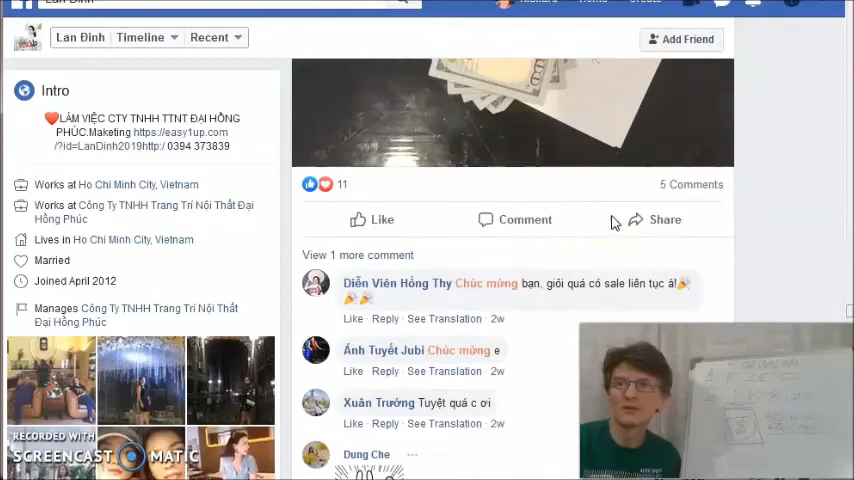 Lan Dinh
Lan Đinh Timeline Recent
Add Friend
Intro
LÀM VIỆC CTY TNHH TTNT ĐẠI HỒNG
PHÚC.Maketing https://easy1up.com
/?id=LanDinh2019http:/ 0394 373839
Works at Ho Chi Minh City, Vietnam
Works at Công Ty TNHH Trang Trí Nội Thất Đại
Hồng Phúc
Lives in Ho Chi Minh City, Vietnam
Married
Joined April 2012
Manages Công Ty TNHH Trang Trí Nội Thất
Đại Hồng Phúc
RECORDED WITH
SCREENCAST MATIC
11
5 Comments
Like Comment Share
View 1 more comment
Diễn Viên Hồng Thy Chúc mừng bạn, giỏi quá có sale liên tục à!
Like · Reply · See Translation · 2w
Ánh Tuyết Jubi Chúc mừng e
Like · Reply · See Translation · 2w
Xuân Trướng Tuyệt quá c ơi
Like · Reply · See Translation · 2w
Dung Che